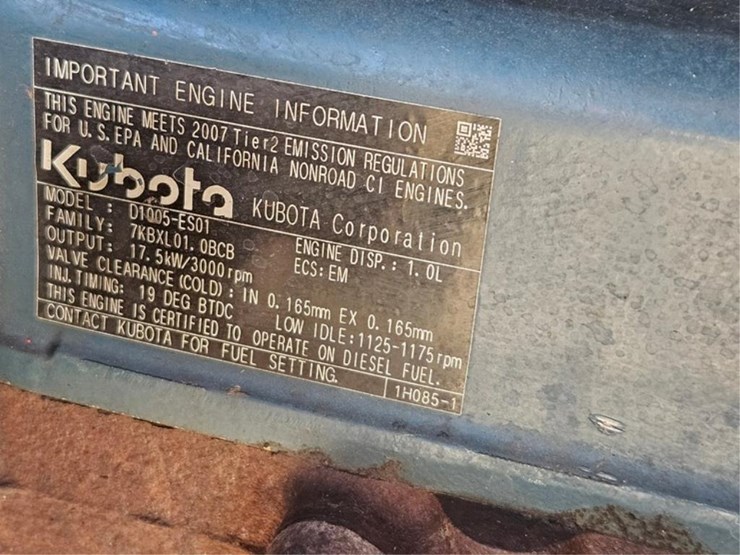 IMPORTANT ENGINE INFORMATION
THIS ENGINE MEETS 2007 Tier2 EMISSION REGULATIONS
FOR U.S. EPA AND CALIFORNIA NONROAD CI ENGINES.
Kubota KUBOTA Corporation
MODEL : D1005-ES01 ENGINE DISP.: 1.0L
FAMILY: 7KBXL01.0BCB ECS: EM
OUTPUT: 17.5kW/3000rpm
VALVE CLEARANCE (COLD) : IN 0.165mm EX 0.165mm
INJ. TIMING: 19 DEG BTDC LOW IDLE:1125-1175rpm
THIS ENGINE IS CERTIFIED TO OPERATE ON DIESEL FUEL.
CONTACT KUBOTA FOR FUEL SETTING. 1H085-1